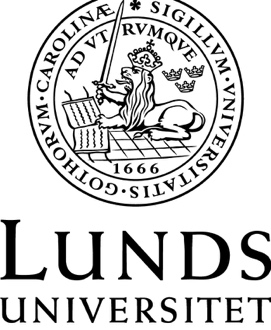 SIGILLVM·VNIVERSITATIS·GOTHORVM·CAROLINÆ
AD VTRVMQVE
1666
LUNDS
UNIVERSITET